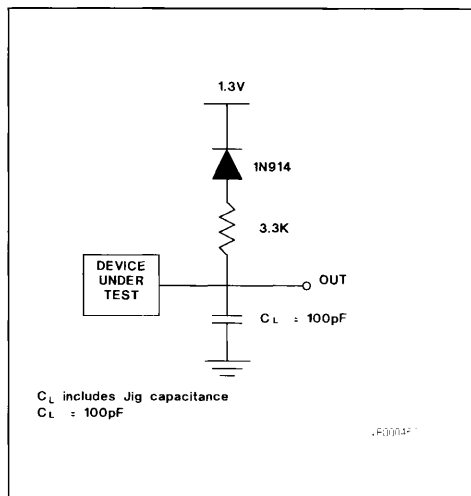 1.3V
1N914
3.3K
DEVICE
UNDER
TEST
OUT
CL = 100pF
CL includes Jig capacitance
CL = 100pF